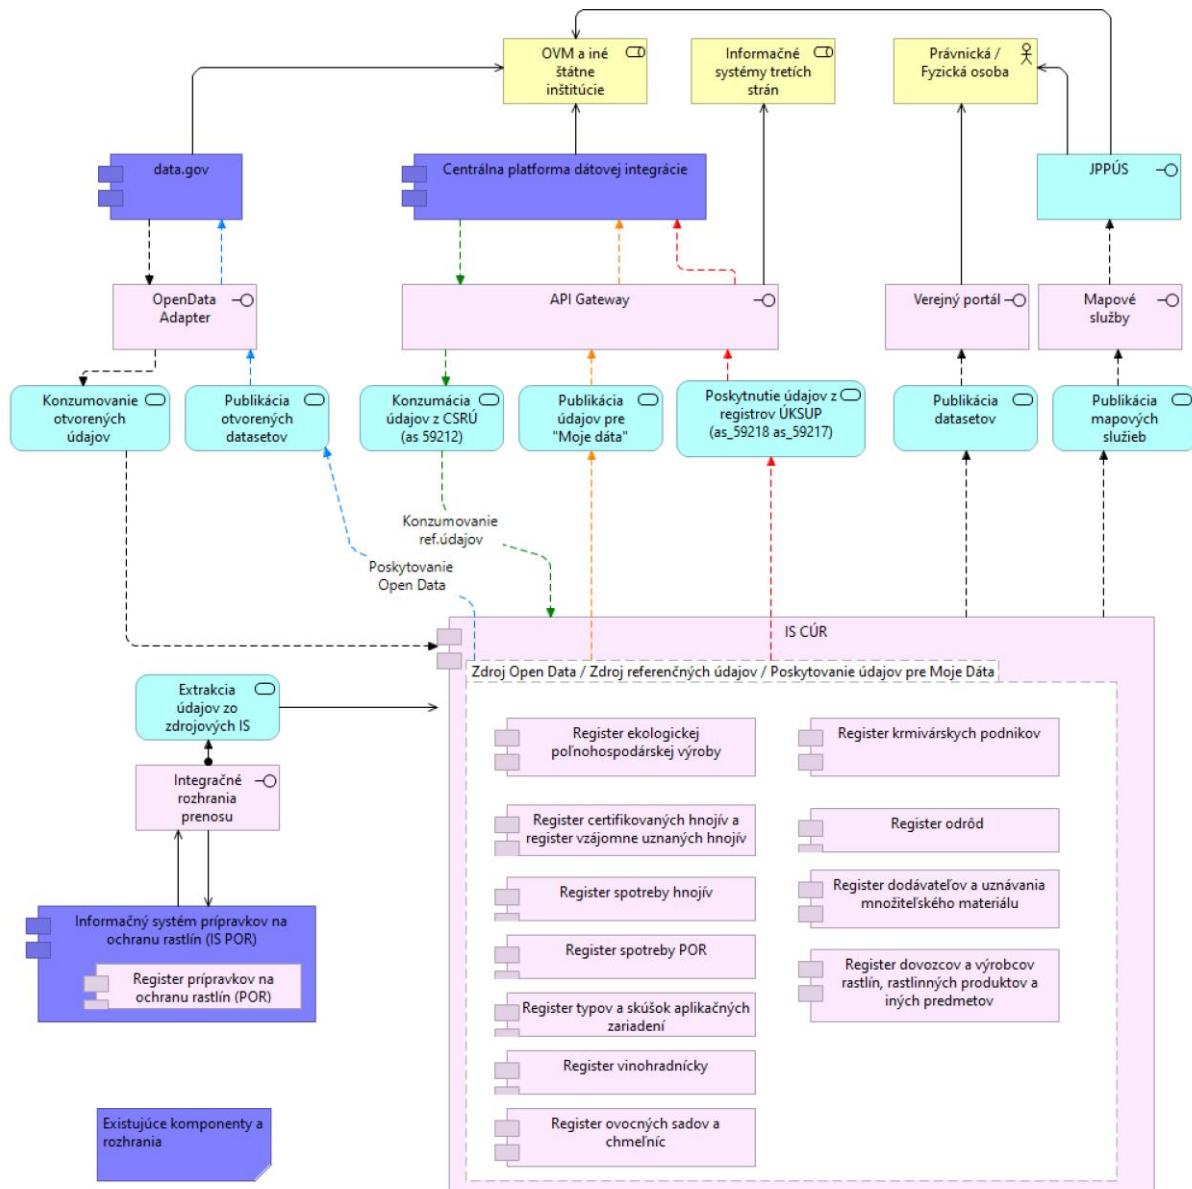 OVM a iné
štátne
inštitúcie
Informačné
systémy tretích
strán
Právnická /
Fyzická osoba
data.gov
Centrálna platforma dátovej integrácie
JPPÚS
OpenData
Adapter
API Gateway
Verejný portál
Mapové
služby
Konzumovanie
otvorených
údajov
Publikácia
otvorených
datasetov
Konzumácia
údajov z CSRÚ
(as 59212)
Publikácia
údajov pre
"Moje dáta"
Poskytnutie údajov z
registrov ÚKSUP
(as_59218 as_59217)
Publikácia
datasetov
Publikácia
mapových
služieb
Konzumovanie
ref.údajov
Poskytovanie
Open Data
IS CÚR
Zdroj Open Data / Zdroj referenčných údajov / Poskytovanie údajov pre Moje Dáta
Extrakcia
údajov zo
zdrojových IS
Integračné
rozhrania
prenosu
Informačný systém prípravkov na
ochranu rastlín (IS POR)
Register prípravkov na
ochranu rastlín (POR)
Register ekologickej
poľnohospodárskej výroby
Register certifikovaných hnojív a
register vzájomne uznaných hnojív
Register spotreby hnojív
Register spotreby POR
Register typov a skúšok aplikačných
zariadení
Register vinohradnícky
Register ovocných sadov a
chmeľníc
Register krmivárskych podnikov
Register odrôd
Register dodávateľov a uznávania
množiteľského materiálu
Register dovozcov a výrobcov
rastlín, rastlinných produktov a
iných predmetov
Existujúce komponenty a
rozhrania